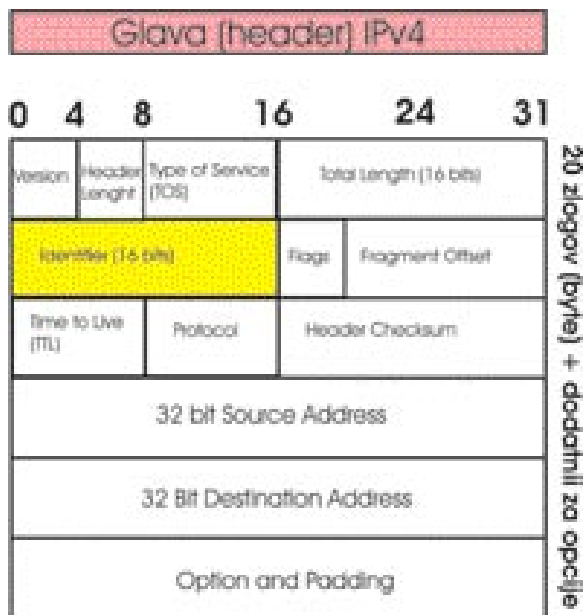 Glava (header) IPv4
0 4 8 16 24 31
Version
Header
Lenght
Type of Service
(TOS)
Total Length (16 bits)
Identifier (16 bits)
Flags
Fragment Offset
Time to Live
(TTL)
Protocol
Header Checksum
32 bit Source Address
32 Bit Destination Address
Option and Padding
20 zlogov (byte) + dodatnil za opcije